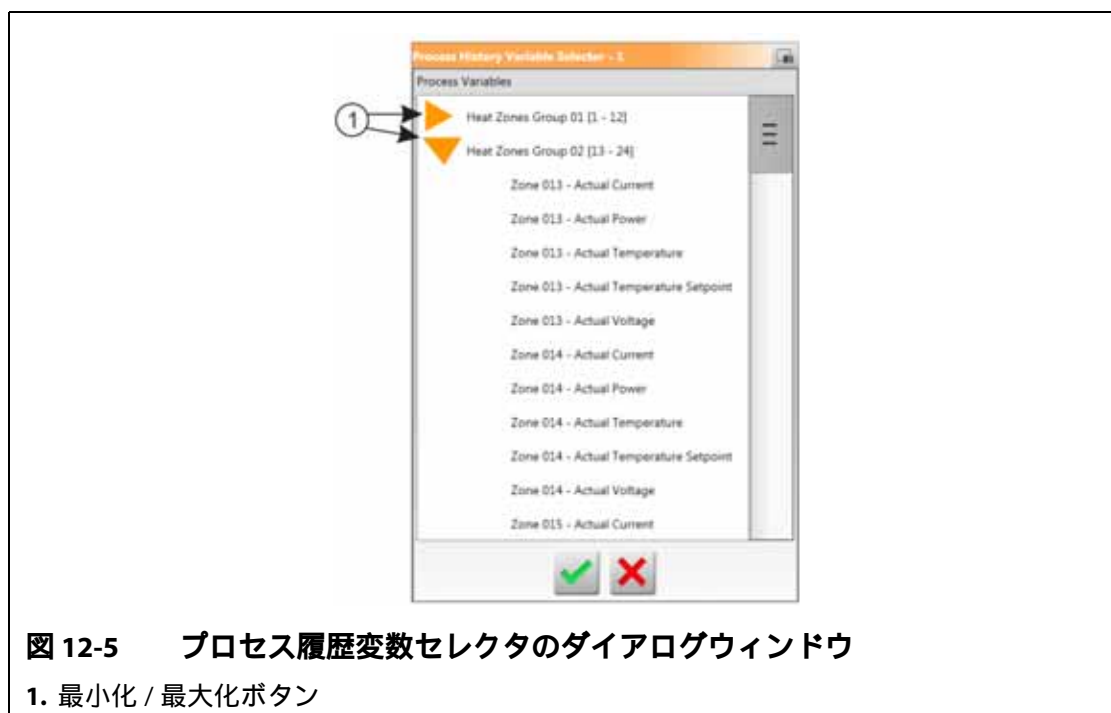 Process History Variable Selector - 1
Process Variables
1
Heat Zones Group 01 [1 - 12]
Heat Zones Group 02 [13 - 24]
Zone 013 - Actual Current
Zone 013 - Actual Power
Zone 013 - Actual Temperature
Zone 013 - Actual Temperature Setpoint
Zone 013 - Actual Voltage
Zone 014 - Actual Current
Zone 014 - Actual Power
Zone 014 - Actual Temperature
Zone 014 - Actual Temperature Setpoint
Zone 014 - Actual Voltage
Zone 015 - Actual Current
図 12-5 プロセス履歴変数セレクタのダイアログウィンドウ
1. 最小化 / 最大化ボタン